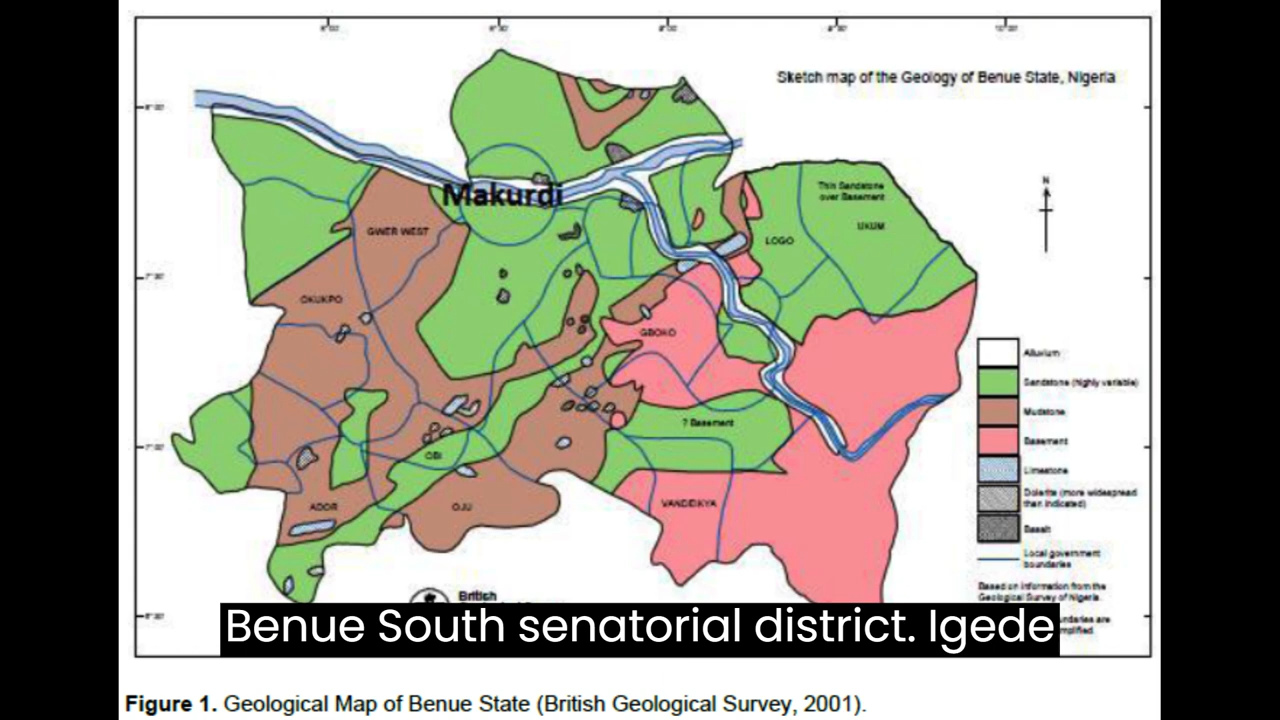 Sketch map of the Geology of Benue State, Nigeria
N
Thin Sandstone
over Basement
Makurdi
UKUM
GWER WEST
LOGO
OKUKPO
GBOKO
Alluvium
Sandstone (highly variable)
Mudstone
? Basement
Basement
OBI
Limestone
Dolerite (more widespread
than indicated)
ADOR
OJU
VANDEIKYA
Basalt
Local government
boundaries
Based on information from the
Geological Survey of Nigeria.
British
Benue South senatorial district. Igede
Figure 1. Geological Map of Benue State (British Geological Survey, 2001).